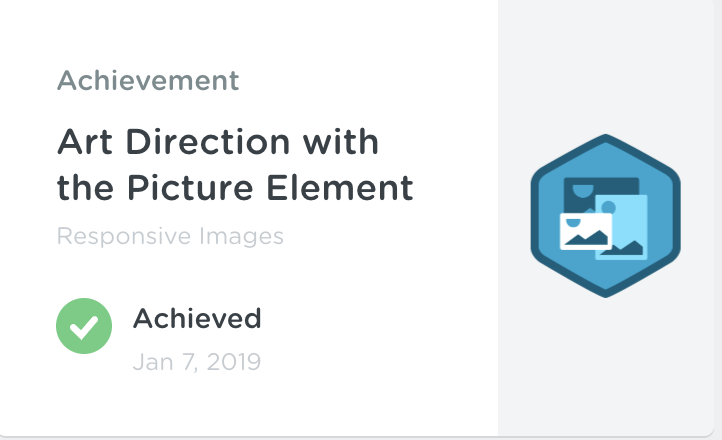 Achievement
Art Direction with
the Picture Element
Responsive Images
Achieved
Jan 7, 2019